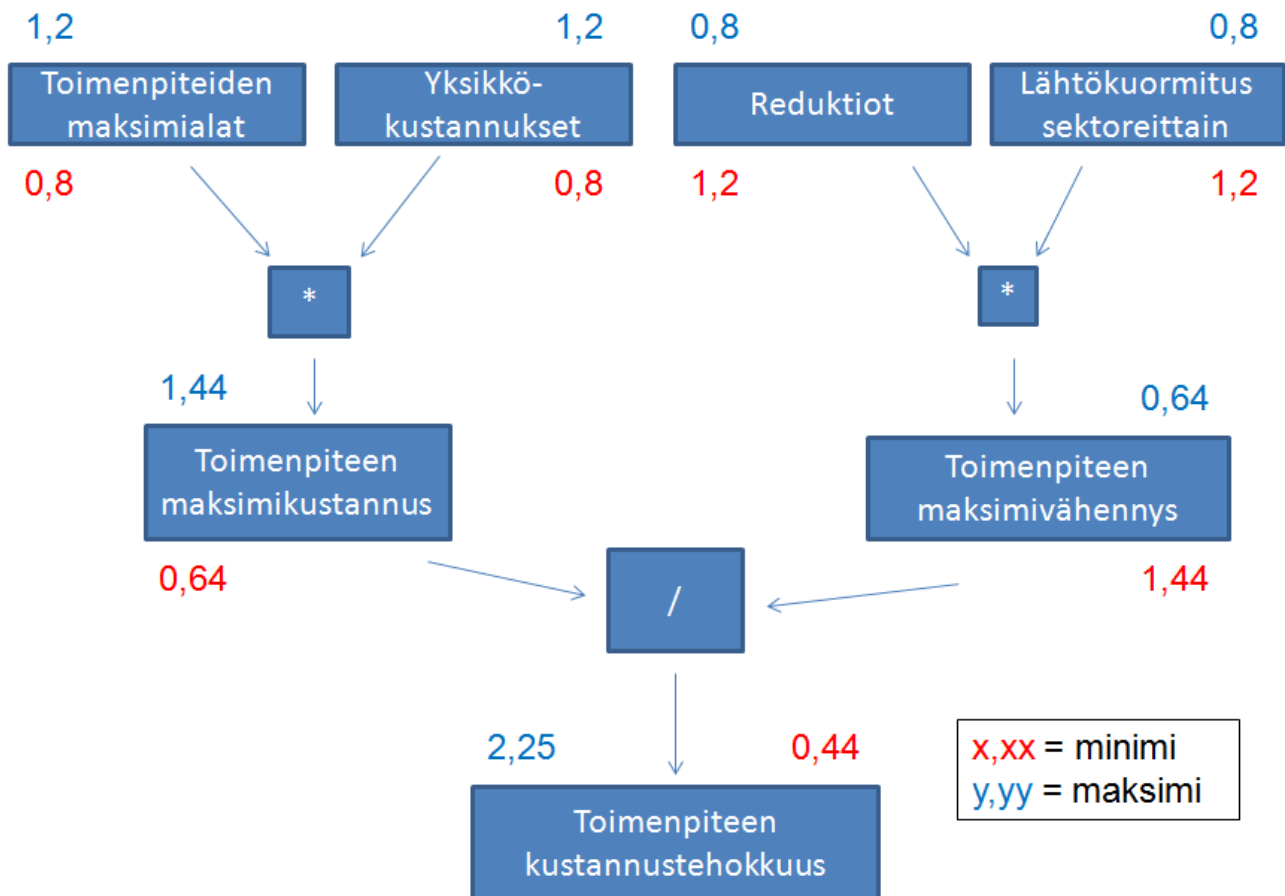 1,2
1,2
0,8
0,8
Toimenpiteiden
maksimialat
Yksikkö-
kustannukset
Reduktiot
Lähtökuormitus
sektoreittain
0,8
0,8
1,2
1,2
*
*
1,44
0,64
Toimenpiteen
maksimikustannus
Toimenpiteen
maksimivähennys
0,64
1,44
/
2,25
0,44
x,xx = minimi
y,yy = maksimi
Toimenpiteen
kustannustehokkuus